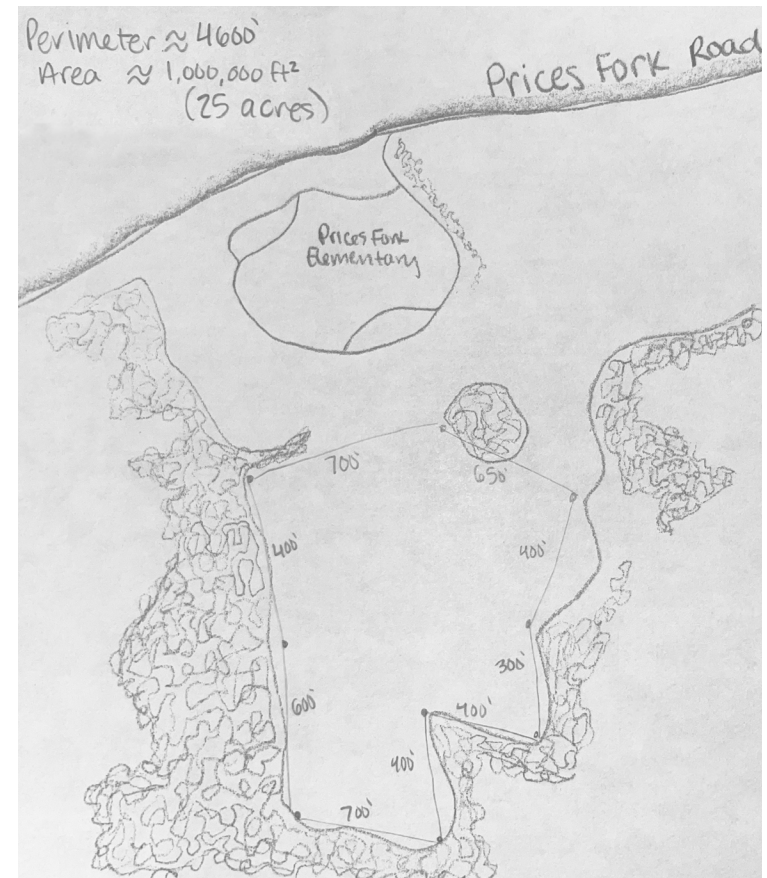 Perimeter ≈ 4600'
Area ≈ 1,000,000 ft²
(25 acres)
Prices Fork Road
Prices Fork
Elementary
700'
650'
400'
400'
300'
600'
400'
400'
700'